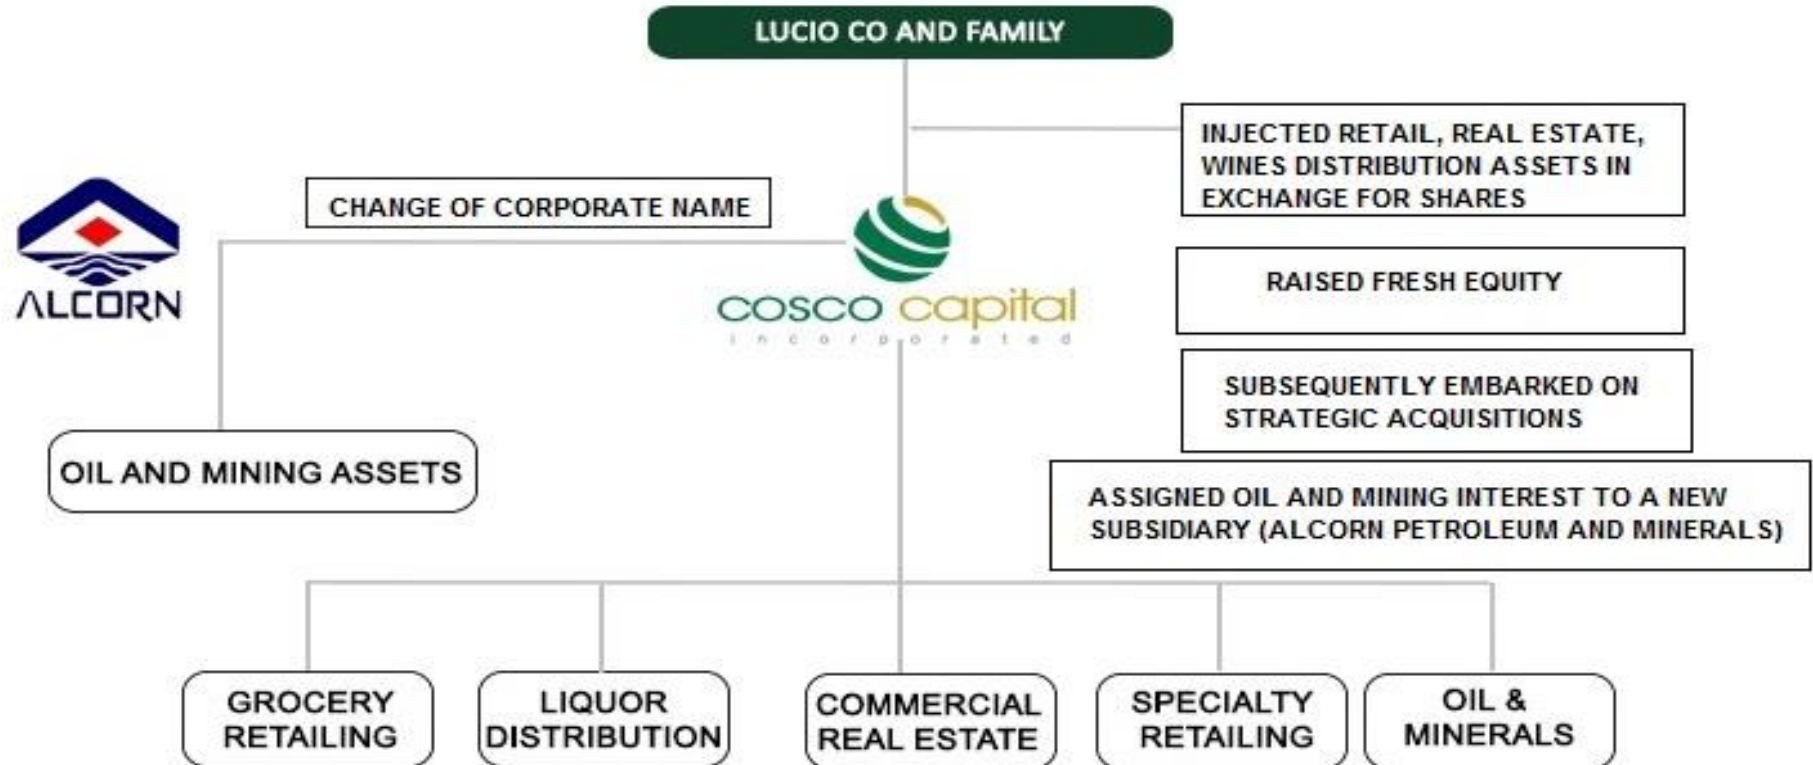 LUCIO CO AND FAMILY
INJECTED RETAIL, REAL ESTATE,
WINES DISTRIBUTION ASSETS IN
EXCHANGE FOR SHARES
CHANGE OF CORPORATE NAME
ALCORN
cosco capital
incorporated
RAISED FRESH EQUITY
SUBSEQUENTLY EMBARKED ON
STRATEGIC ACQUISITIONS
OIL AND MINING ASSETS
ASSIGNED OIL AND MINING INTEREST TO A NEW
SUBSIDIARY (ALCORN PETROLEUM AND MINERALS)
GROCERY
RETAILING
LIQUOR
DISTRIBUTION
COMMERCIAL
REAL ESTATE
SPECIALTY
RETAILING
OIL &
MINERALS